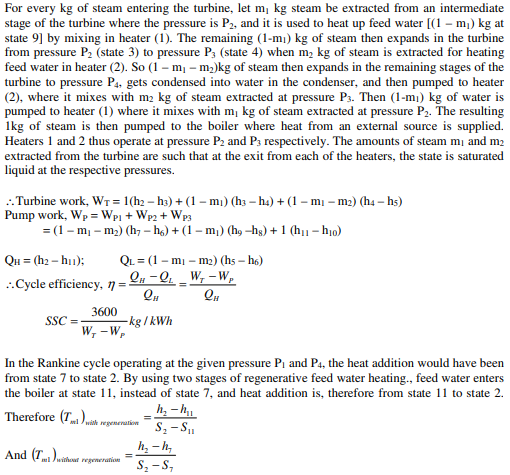 For every kg of steam entering the turbine, let m₁ kg steam be extracted from an intermediate
stage of the turbine where the pressure is P₂, and it is used to heat up feed water [(1 – m₁) kg at
state 9] by mixing in heater (1). The remaining (1-m₁) kg of steam then expands in the turbine
from pressure P₂ (state 3) to pressure P₃ (state 4) when m₂ kg of steam is extracted for heating
feed water in heater (2). So (1 – m₁ – m₂)kg of steam then expands in the remaining stages of the
turbine to pressure P₄, gets condensed into water in the condenser, and then pumped to heater
(2), where it mixes with m₂ kg of steam extracted at pressure P₃. Then (1-m₁) kg of water is
pumped to heater (1) where it mixes with m₁ kg of steam extracted at pressure P₂. The resulting
1kg of steam is then pumped to the boiler where heat from an external source is supplied.
Heaters 1 and 2 thus operate at pressure P₂ and P₃ respectively. The amounts of steam m₁ and m₂
extracted from the turbine are such that at the exit from each of the heaters, the state is saturated
liquid at the respective pressures.
∴Turbine work, W_T = 1(h₂ – h₃) + (1 – m₁) (h₃ – h₄) + (1 – m₁ – m₂) (h₄ – h₅)
Pump work, W_P = W_P1 + W_P2 + W_P3
= (1 – m₁ – m₂) (h₇ – h₆) + (1 – m₁) (h₉ –h₈) + 1 (h₁₁ – h₁₀)
Q_H = (h₂ – h₁₁); Q_L = (1 – m₁ – m₂) (h₅ – h₆)
∴Cycle efficiency, η = (Q_H – Q_L)/Q_H = (W_T – W_P)/Q_H
SSC = 3600/(W_T – W_P) kg / kWh
In the Rankine cycle operating at the given pressure P₁ and P₄, the heat addition would have been
from state 7 to state 2. By using two stages of regenerative feed water heating., feed water enters
the boiler at state 11, instead of state 7, and heat addition is, therefore from state 11 to state 2.
Therefore (T_m1) with regeneration = (h₂ – h₁₁)/(S₂ – S₁₁)
And (T_m1) without regeneration = (h₂ – h₇)/(S₂ – S₇)